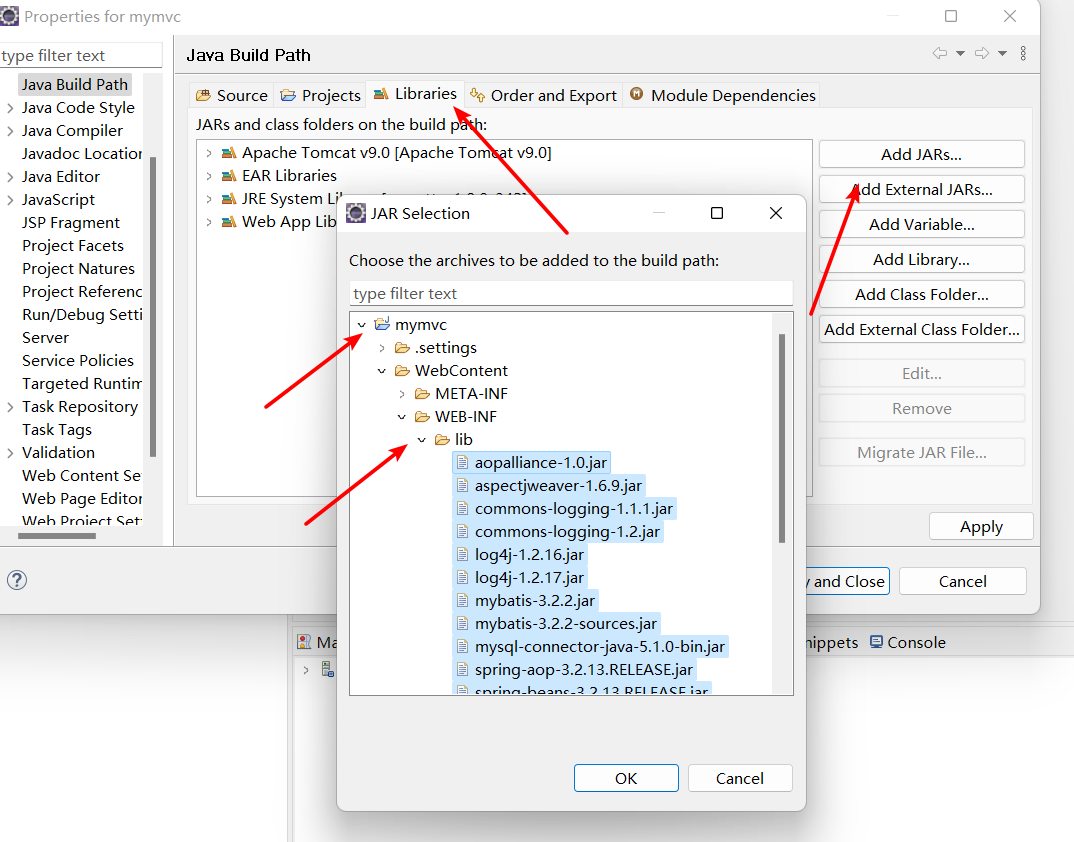 Properties for mymvc
type filter text
Java Build Path
Java Code Style
Java Compiler
Javadoc Location
Java Editor
JavaScript
JSP Fragment
Project Facets
Project Natures
Project Referenc
Run/Debug Setti
Server
Service Policies
Targeted Runtim
Task Repository
Task Tags
Validation
Web Content Se
Web Page Editor
Web Project Set
Java Build Path
Source Projects Libraries Order and Export Module Dependencies
JARs and class folders on the build path:
Apache Tomcat v9.0 [Apache Tomcat v9.0]
EAR Libraries
JRE System Li
Web App Lib
Add JARs...
Add External JARs...
Add Variable...
Add Library...
Add Class Folder...
Add External Class Folder...
Edit...
Remove
Migrate JAR File...
Apply
y and Close
Cancel
JAR Selection
Choose the archives to be added to the build path:
type filter text
mymvc
.settings
WebContent
META-INF
WEB-INF
lib
aopalliance-1.0.jar
aspectjweaver-1.6.9.jar
commons-logging-1.1.1.jar
commons-logging-1.2.jar
log4j-1.2.16.jar
log4j-1.2.17.jar
mybatis-3.2.2.jar
mybatis-3.2.2-sources.jar
mysql-connector-java-5.1.0-bin.jar
spring-aop-3.2.13.RELEASE.jar
spring-beans-3.2.13.RELEASE.jar
OK
Cancel
Ma
nippets Console